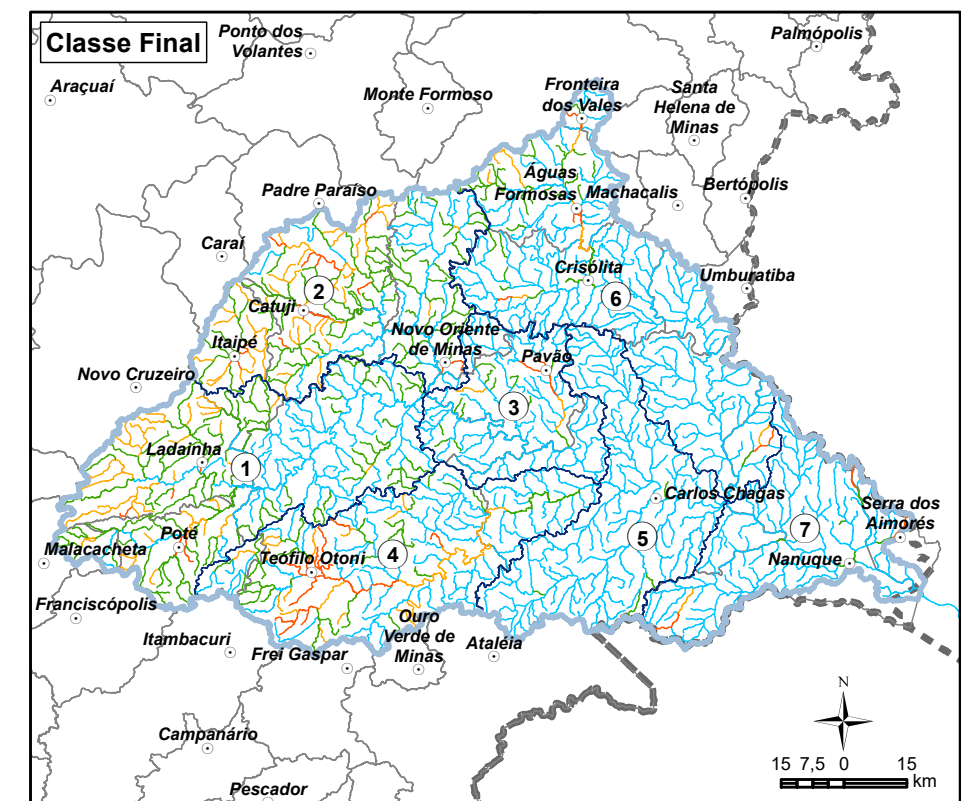 Classe Final
Ponto dos
Volantes
Palmópolis
Araçuaí
Monte Formoso
Fronteira
dos Vales
Santa
Helena de
Minas
Padre Paraíso
Águas
Formosas
Machacalis
Bertópolis
Caraí
Crisólita
Umburatiba
2
6
Catuji
Itaipé
Novo Oriente
de Minas
Pavão
Novo Cruzeiro
3
Ladainha
1
Carlos Chagas
Serra dos
Aimorés
Poté
4
5
7
Malacacheta
Teófilo Otoni
Nanuque
Franciscópolis
Ouro
Verde de
Minas
Itambacuri
Frei Gaspar
Ataléia
N
Campanário
15 7,5 0 15
km
Pescador